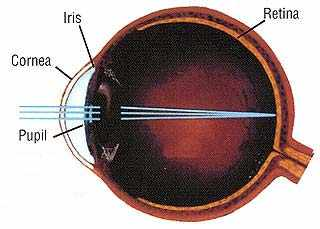 Iris
Retina
Cornea
Pupil